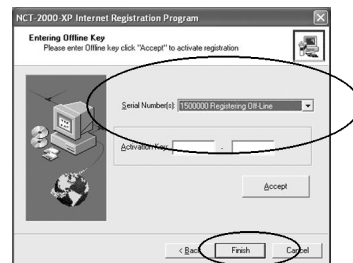 NCT-2000-XP Internet Registration Program
Entering Offline Key
Please enter Offline key click "Accept" to activate registration
Serial Number(s): 1500000 Registering Off-Line
Activation Key: -
Accept
< Back Finish Cancel